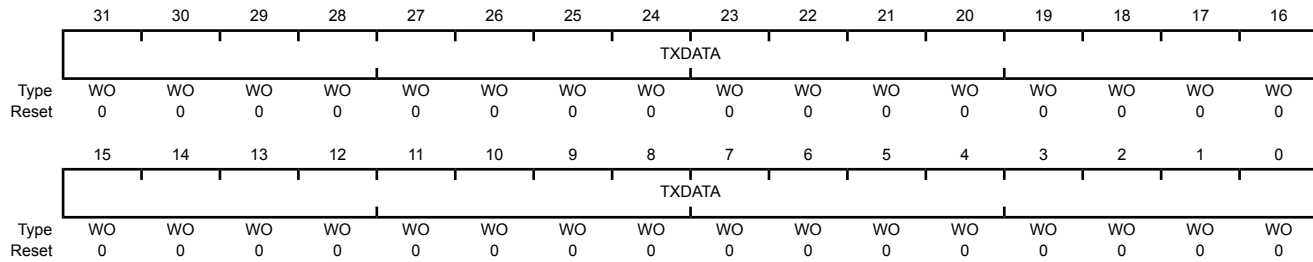 31 30 29 28 27 26 25 24 23 22 21 20 19 18 17 16
TXDATA
Type WO WO WO WO WO WO WO WO WO WO WO WO WO WO WO WO
Reset 0 0 0 0 0 0 0 0 0 0 0 0 0 0 0 0
15 14 13 12 11 10 9 8 7 6 5 4 3 2 1 0
TXDATA
Type WO WO WO WO WO WO WO WO WO WO WO WO WO WO WO WO
Reset 0 0 0 0 0 0 0 0 0 0 0 0 0 0 0 0